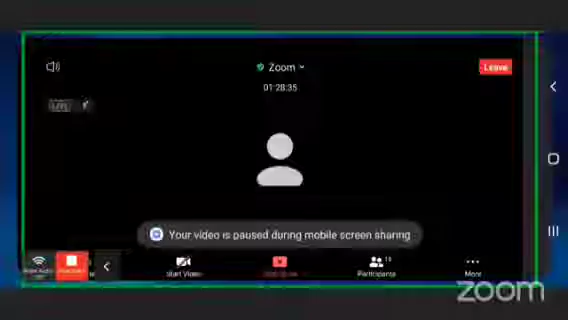 Zoom
Leave
01:28:35
Your video is paused during mobile screen sharing
Start Video
Participants
More
zoom